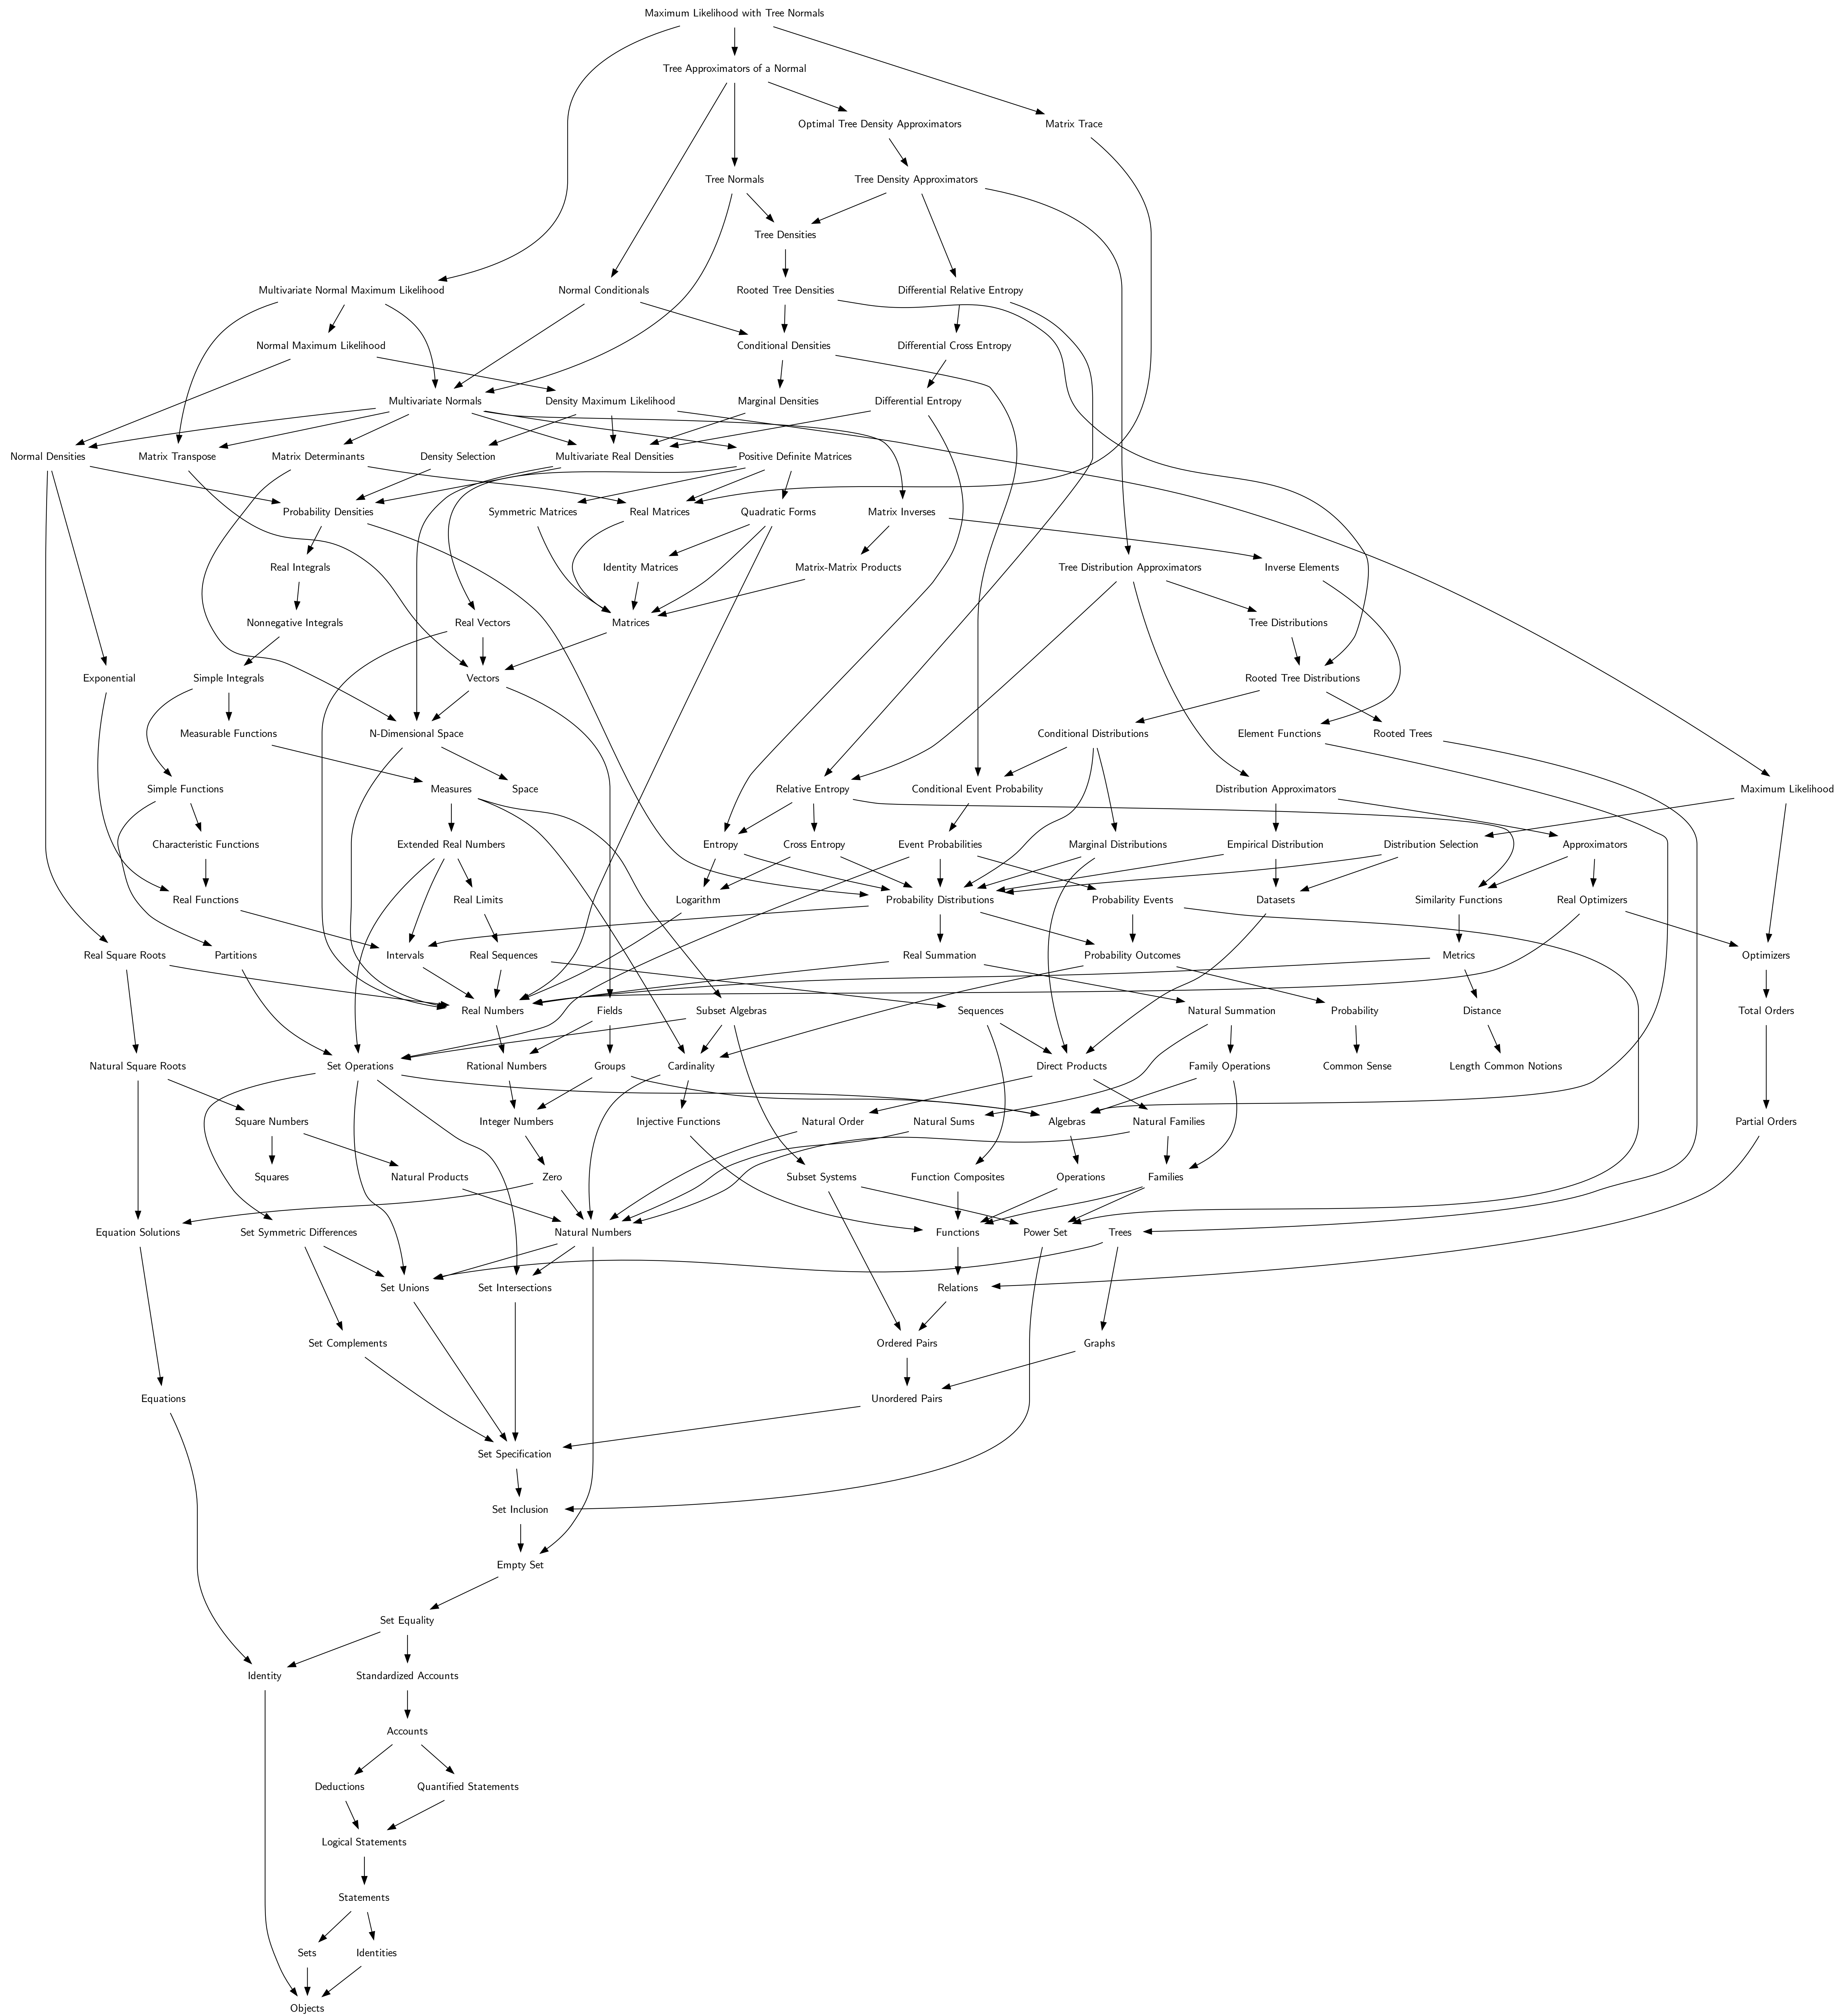 Maximum Likelihood with Tree Normals
Tree Approximators of a Normal
Optimal Tree Density Approximators
Matrix Trace
Tree Normals
Tree Density Approximators
Tree Densities
Multivariate Normal Maximum Likelihood
Normal Conditionals
Rooted Tree Densities
Differential Relative Entropy
Normal Maximum Likelihood
Conditional Densities
Differential Cross Entropy
Multivariate Normals
Density Maximum Likelihood
Marginal Densities
Differential Entropy
Normal Densities
Matrix Transpose
Matrix Determinants
Density Selection
Multivariate Real Densities
Positive Definite Matrices
Probability Densities
Symmetric Matrices
Real Matrices
Quadratic Forms
Matrix Inverses
Real Integrals
Identity Matrices
Matrix-Matrix Products
Tree Distribution Approximators
Inverse Elements
Nonnegative Integrals
Real Vectors
Matrices
Tree Distributions
Exponential
Simple Integrals
Vectors
Rooted Tree Distributions
Measurable Functions
N-Dimensional Space
Conditional Distributions
Element Functions
Rooted Trees
Simple Functions
Measures
Space
Relative Entropy
Conditional Event Probability
Distribution Approximators
Maximum Likelihood
Characteristic Functions
Extended Real Numbers
Entropy
Cross Entropy
Event Probabilities
Marginal Distributions
Empirical Distribution
Distribution Selection
Approximators
Real Functions
Real Limits
Logarithm
Probability Distributions
Probability Events
Datasets
Similarity Functions
Real Optimizers
Real Square Roots
Partitions
Intervals
Real Sequences
Real Summation
Probability Outcomes
Metrics
Optimizers
Real Numbers
Fields
Subset Algebras
Sequences
Natural Summation
Probability
Distance
Total Orders
Natural Square Roots
Set Operations
Rational Numbers
Groups
Cardinality
Direct Products
Family Operations
Common Sense
Length Common Notions
Square Numbers
Integer Numbers
Injective Functions
Natural Order
Natural Sums
Algebras
Natural Families
Partial Orders
Squares
Natural Products
Zero
Subset Systems
Function Composites
Operations
Families
Equation Solutions
Set Symmetric Differences
Natural Numbers
Functions
Power Set
Trees
Set Unions
Set Intersections
Relations
Set Complements
Ordered Pairs
Graphs
Equations
Unordered Pairs
Set Specification
Set Inclusion
Empty Set
Set Equality
Identity
Standardized Accounts
Accounts
Deductions
Quantified Statements
Logical Statements
Statements
Sets
Identities
Objects